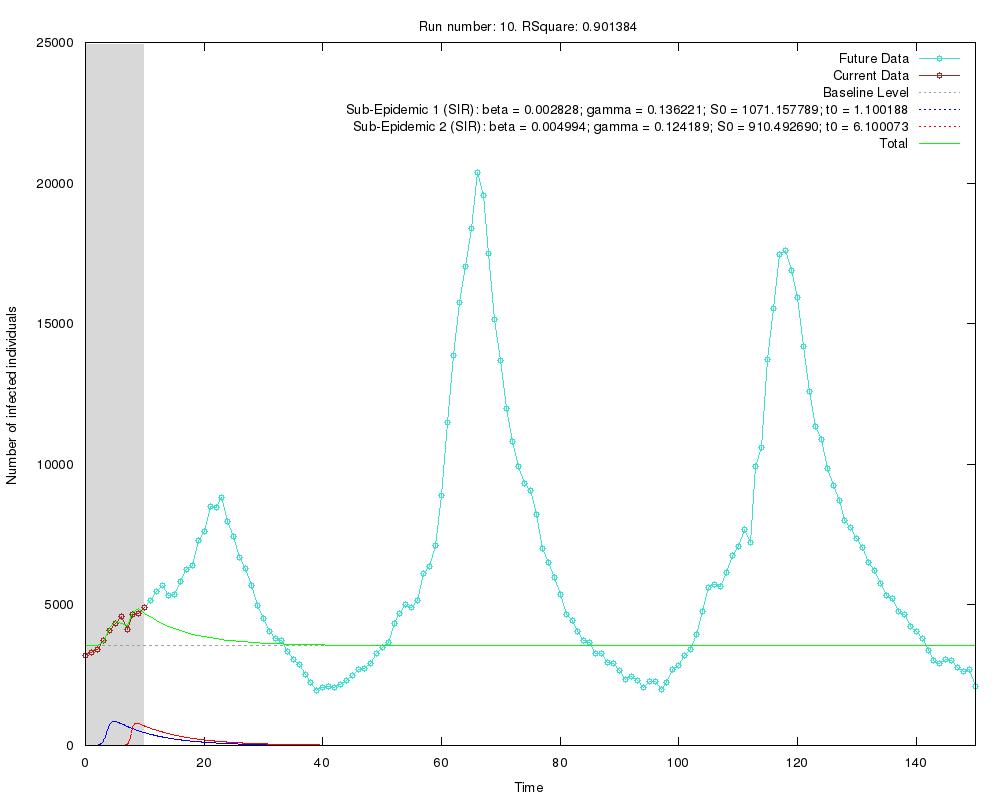 Run number: 10. RSquare: 0.901384
25000
20000
15000
10000
5000
0
Number of infected individuals
Future Data
Current Data
Baseline Level
Sub-Epidemic 1 (SIR): beta = 0.002828; gamma = 0.136221; S0 = 1071.157789; t0 = 1.100188
Sub-Epidemic 2 (SIR): beta = 0.004994; gamma = 0.124189; S0 = 910.492690; t0 = 6.100073
Total
0 20 40 60 80 100 120 140
Time